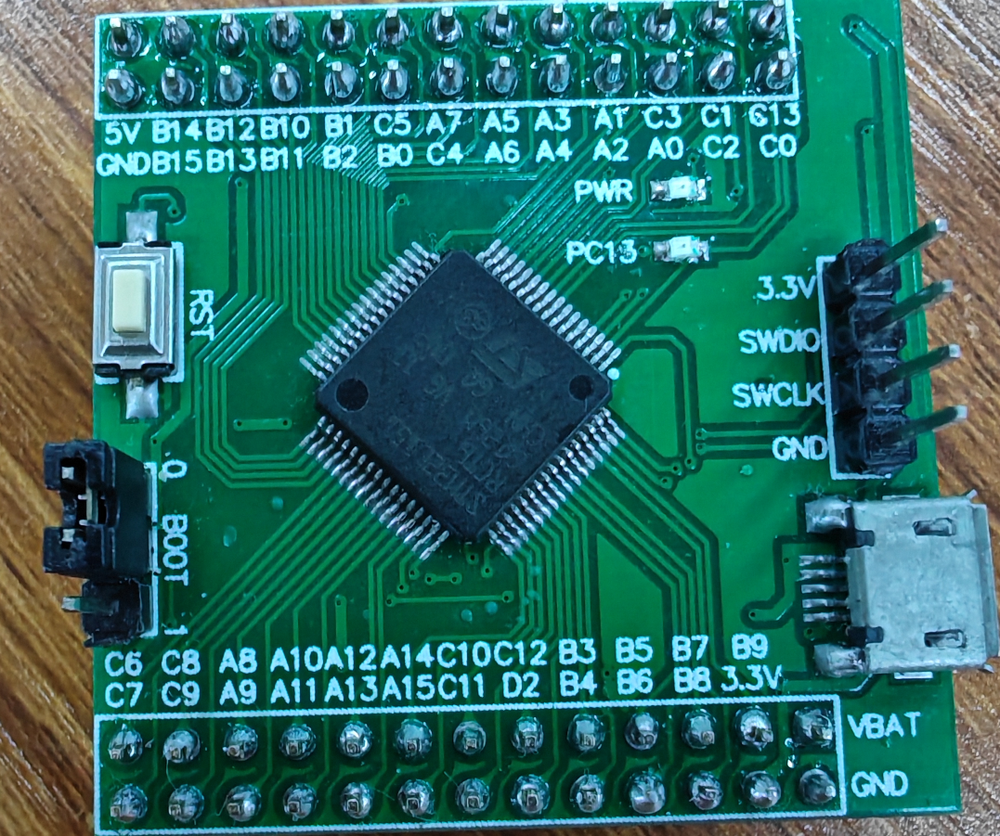 5V B14 B12 B10 B1 C5 A7 A5 A3 A1 C3 C1 C13
GND B15 B13 B11 B2 B0 C4 A6 A4 A2 A0 C2 C0
PWR
PC13
RST
3.3V
SWDIO
SWCLK
GND
0 BOOT 1
C6 C8 A8 A10 A12 A14 C10 C12 B3 B5 B7 B9
C7 C9 A9 A11 A13 A15 C11 D2 B4 B6 B8 3.3V
VBAT
GND